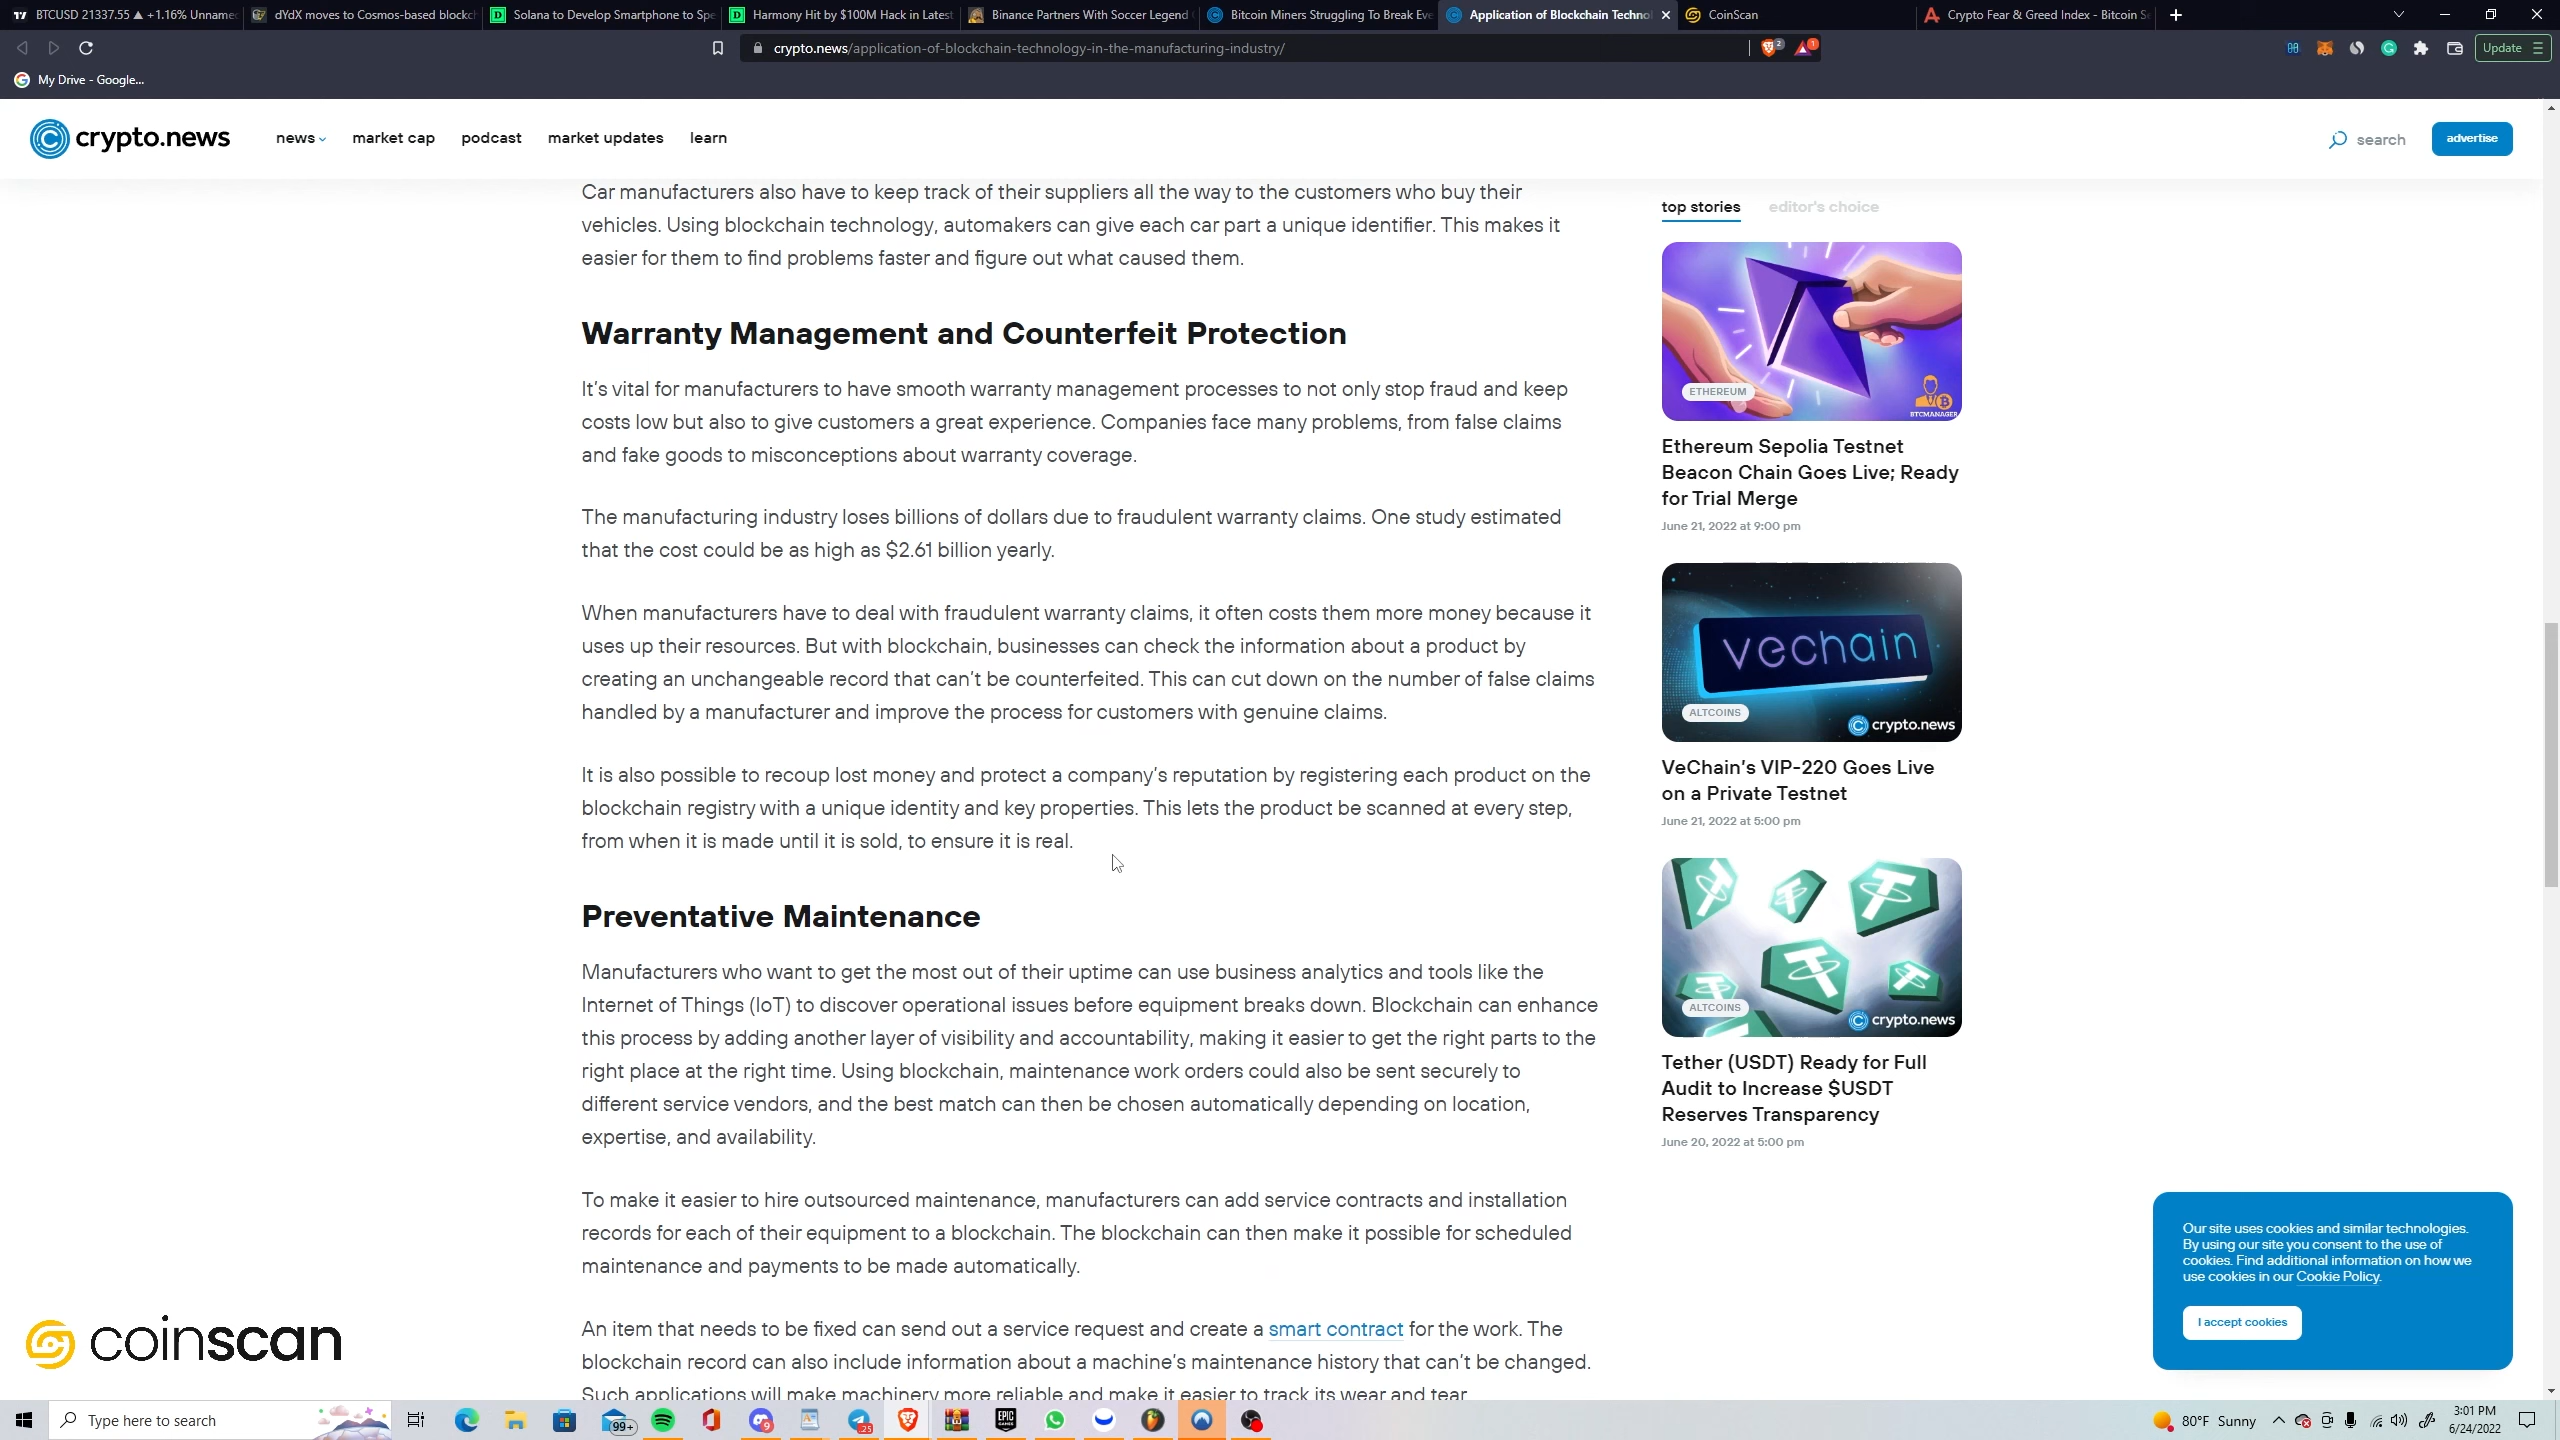 BTCUSD 21337.55 ▲ +1.16% Unname
dYdX moves to Cosmos-based blockc
Solana to Develop Smartphone to Spe
Harmony Hit by $100M Hack in Latest
Binance Partners With Soccer Legend
Bitcoin Miners Struggling To Break Eve
Application of Blockchain Technol
CoinScan
Crypto Fear & Greed Index - Bitcoin Se
crypto.news/application-of-blockchain-technology-in-the-manufacturing-industry/
2
1
Update
My Drive - Google...
crypto.news
news
market cap
podcast
market updates
learn
search
advertise
Car manufacturers also have to keep track of their suppliers all the way to the customers who buy their
vehicles. Using blockchain technology, automakers can give each car part a unique identifier. This makes it
easier for them to find problems faster and figure out what caused them.
Warranty Management and Counterfeit Protection
It's vital for manufacturers to have smooth warranty management processes to not only stop fraud and keep
costs low but also to give customers a great experience. Companies face many problems, from false claims
and fake goods to misconceptions about warranty coverage.
The manufacturing industry loses billions of dollars due to fraudulent warranty claims. One study estimated
that the cost could be as high as $2.61 billion yearly.
When manufacturers have to deal with fraudulent warranty claims, it often costs them more money because it
uses up their resources. But with blockchain, businesses can check the information about a product by
creating an unchangeable record that can't be counterfeited. This can cut down on the number of false claims
handled by a manufacturer and improve the process for customers with genuine claims.
It is also possible to recoup lost money and protect a company's reputation by registering each product on the
blockchain registry with a unique identity and key properties. This lets the product be scanned at every step,
from when it is made until it is sold, to ensure it is real.
Preventative Maintenance
Manufacturers who want to get the most out of their uptime can use business analytics and tools like the
Internet of Things (IoT) to discover operational issues before equipment breaks down. Blockchain can enhance
this process by adding another layer of visibility and accountability, making it easier to get the right parts to the
right place at the right time. Using blockchain, maintenance work orders could also be sent securely to
different service vendors, and the best match can then be chosen automatically depending on location,
expertise, and availability.
To make it easier to hire outsourced maintenance, manufacturers can add service contracts and installation
records for each of their equipment to a blockchain. The blockchain can then make it possible for scheduled
maintenance and payments to be made automatically.
An item that needs to be fixed can send out a service request and create a smart contract for the work. The
blockchain record can also include information about a machine's maintenance history that can't be changed.
Such applications will make machinery more reliable and make it easier to track its wear and tear.
top stories
editor's choice
ETHEREUM
BTCMANAGER
Ethereum Sepolia Testnet
Beacon Chain Goes Live; Ready
for Trial Merge
June 21, 2022 at 9:00 pm
vechain
ALTCOINS
crypto.news
VeChain's VIP-220 Goes Live
on a Private Testnet
June 21, 2022 at 5:00 pm
ALTCOINS
crypto.news
Tether (USDT) Ready for Full
Audit to Increase $USDT
Reserves Transparency
June 20, 2022 at 5:00 pm
Our site uses cookies and similar technologies.
By using our site you consent to the use of
cookies. Find additional information on how we
use cookies in our Cookie Policy.
I accept cookies
coinscan
Type here to search
99+
9
25
EPIC
GAMES
80°F Sunny
3:01 PM
6/24/2022